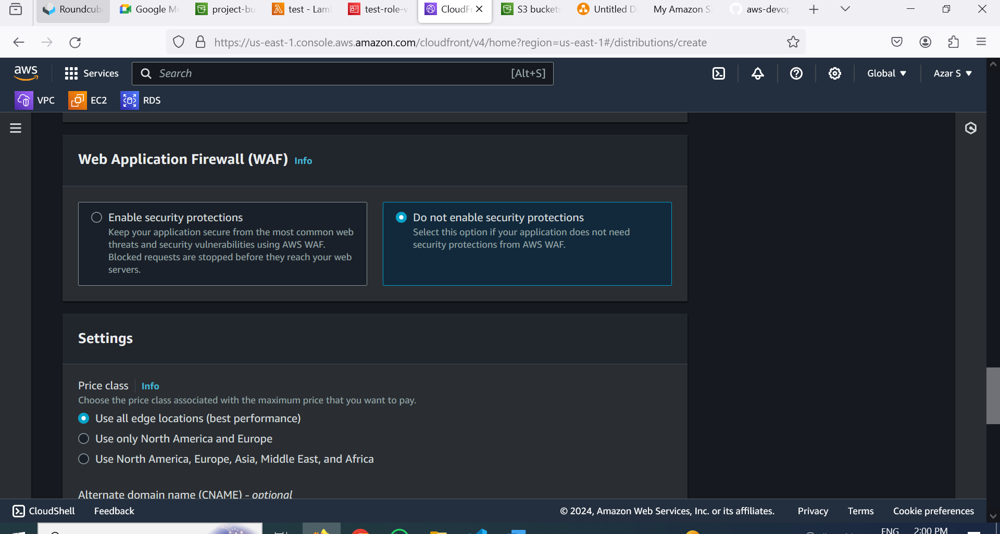 Roundcub
Google M
project-bu
test - Lam
test-role-v
CloudFr
S3 buckets
Untitled Di
My Amazon S
aws-devop
https://us-east-1.console.aws.amazon.com/cloudfront/v4/home?region=us-east-1#/distributions/create
aws
Services
Search
[Alt+S]
Global
Azar S
VPC
EC2
RDS
Web Application Firewall (WAF) Info
Enable security protections
Keep your application secure from the most common web
threats and security vulnerabilities using AWS WAF.
Blocked requests are stopped before they reach your web
servers.
Do not enable security protections
Select this option if your application does not need
security protections from AWS WAF.
Settings
Price class Info
Choose the price class associated with the maximum price that you want to pay.
Use all edge locations (best performance)
Use only North America and Europe
Use North America, Europe, Asia, Middle East, and Africa
Alternate domain name (CNAME) - optional
CloudShell
Feedback
© 2024, Amazon Web Services, Inc. or its affiliates.
Privacy
Terms
Cookie preferences
ENG
2:00 PM